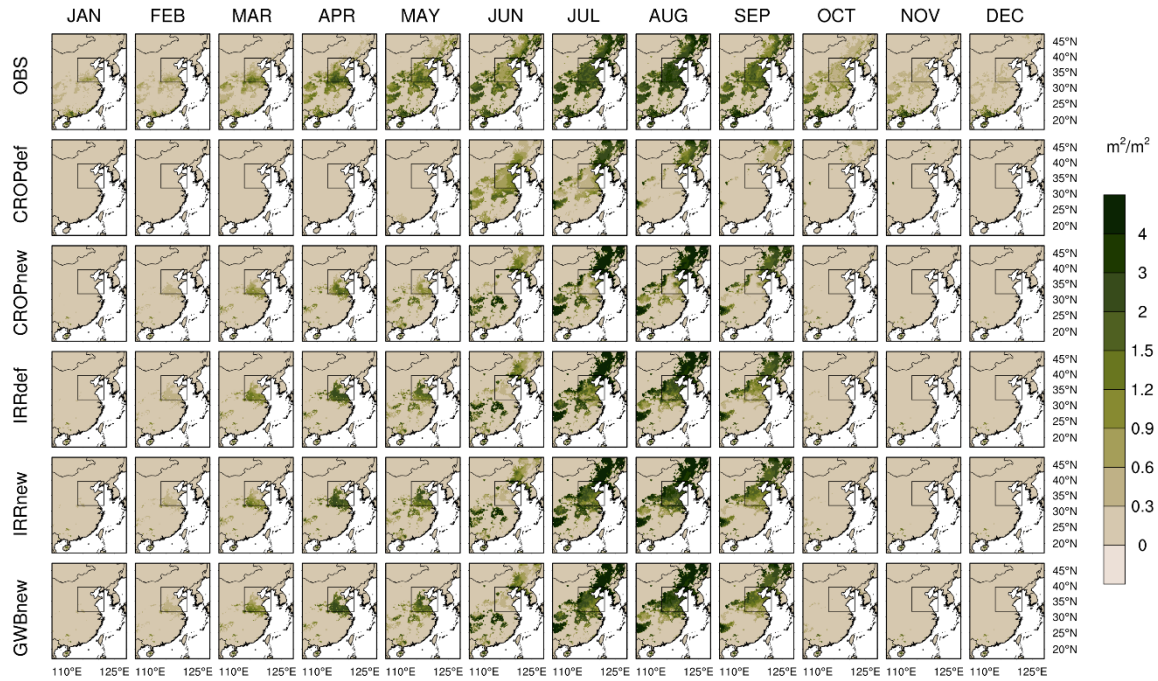 JAN FEB MAR APR MAY JUN JUL AUG SEP OCT NOV DEC
OBS
45°N
40°N
35°N
30°N
25°N
20°N
CROPdef
45°N
40°N
35°N
30°N
25°N
20°N
CROPnew
45°N
40°N
35°N
30°N
25°N
20°N
IRRdef
45°N
40°N
35°N
30°N
25°N
20°N
IRRnew
45°N
40°N
35°N
30°N
25°N
20°N
GWBnew
45°N
40°N
35°N
30°N
25°N
20°N
110°E 125°E 110°E 125°E 110°E 125°E 110°E 125°E 110°E 125°E 110°E 125°E 110°E 125°E 110°E 125°E 110°E 125°E 110°E 125°E 110°E 125°E 110°E 125°E
m²/m²
4
3
2
1.5
1.2
0.9
0.6
0.3
0